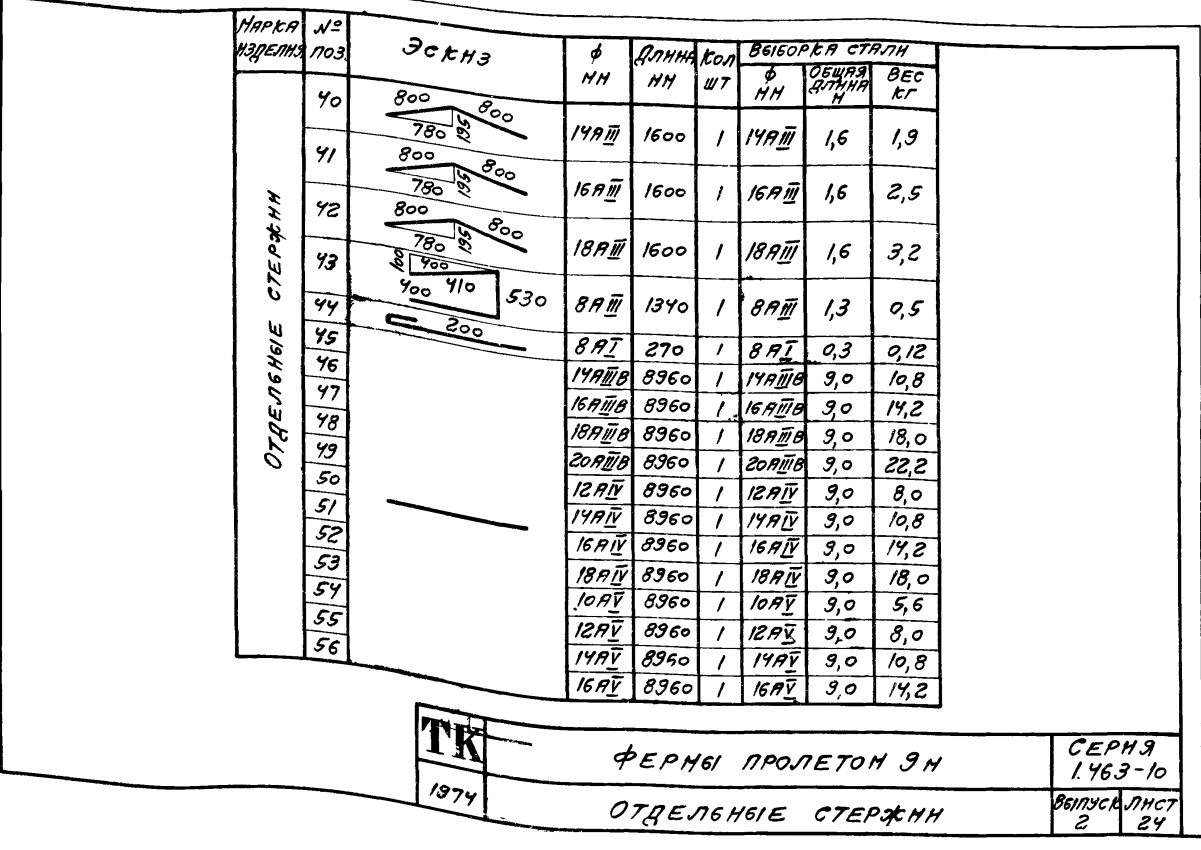 Марка изделия № поз. Эскиз ф мм Длина мм Кол шт Выборка стали
ф мм Общая длина м Вес кг
Отдельные стержни
40 800 800 780 195 14АIII 1600 1 14АIII 1,6 1,9
41 800 800 780 195 16АIII 1600 1 16АIII 1,6 2,5
42 800 800 780 195 18АIII 1600 1 18АIII 1,6 3,2
43 100 400 400 410 530 8АIII 1340 1 8АIII 1,3 0,5
44 200 8АI 270 1 8АI 0,3 0,12
45 14АIIIВ 8960 1 14АIIIВ 9,0 10,8
46 16АIIIВ 8960 1 16АIIIВ 9,0 14,2
47 18АIIIВ 8960 1 18АIIIВ 9,0 18,0
48 20АIIIВ 8960 1 20АIIIВ 9,0 22,2
49 12АIV 8960 1 12АIV 9,0 8,0
50 14АIV 8960 1 14АIV 9,0 10,8
51 16АIV 8960 1 16АIV 9,0 14,2
52 18АIV 8960 1 18АIV 9,0 18,0
53 10АV 8960 1 10АV 9,0 5,6
54 12АV 8960 1 12АV 9,0 8,0
55 14АV 8960 1 14АV 9,0 10,8
56 16АV 8960 1 16АV 9,0 14,2
ТК
1974
Фермы пролетом 9м
Отдельные стержни
Серия
1.463-10
Выпуск
2
Лист
24